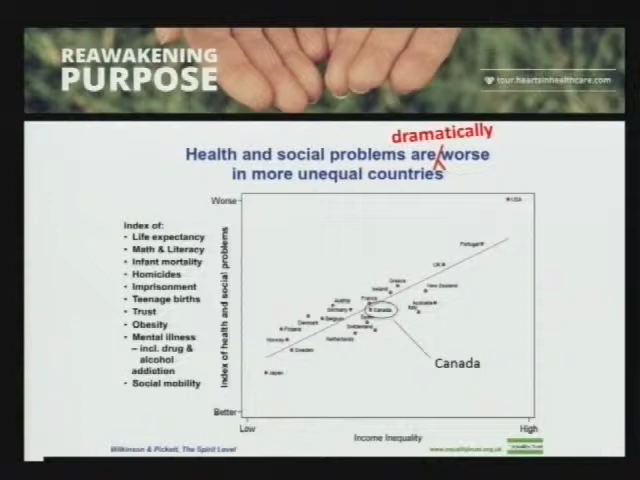 REAWAKENING
PURPOSE
tour.heartsinhealthcare.com
dramatically
Health and social problems are worse
in more unequal countries
Index of:
• Life expectancy
• Math & Literacy
• Infant mortality
• Homicides
• Imprisonment
• Teenage births
• Trust
• Obesity
• Mental illness
– incl. drug &
alcohol
addiction
• Social mobility
Index of health and social problems
Worse
Better
USA
Portugal
UK
Greece
Ireland
New Zealand
France
Austria
Australia
Italy
Germany
Canada
Denmark
Belgium
Spain
Finland
Switzerland
Norway
Netherlands
Sweden
Japan
Canada
Low
High
Income Inequality
Wilkinson & Pickett, The Spirit Level
www.equalitytrust.org.uk